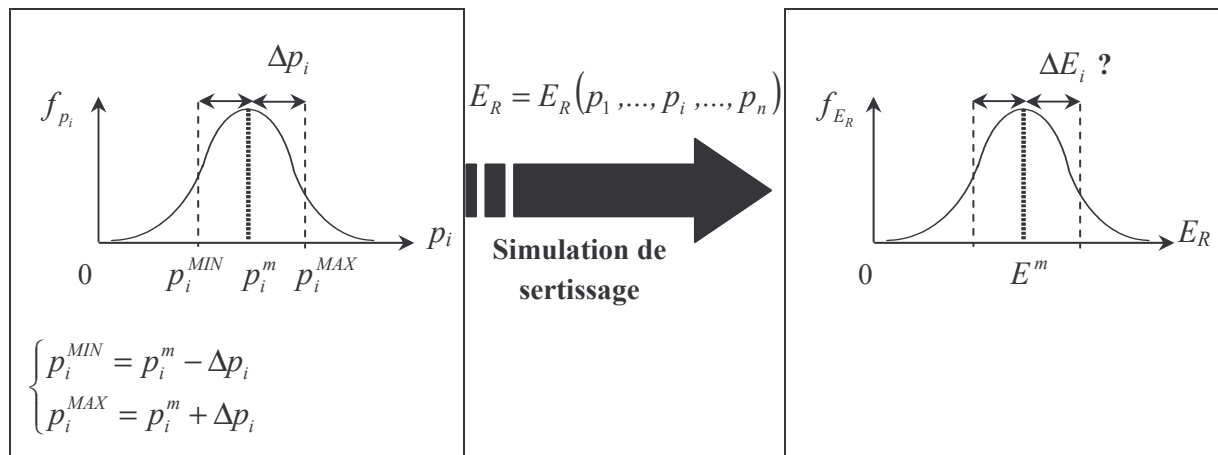 Δp_i
f_{p_i}
p_i
0
p_i^{MIN} p_i^m p_i^{MAX}
{ p_i^{MIN} = p_i^m − Δp_i
p_i^{MAX} = p_i^m + Δp_i
E_R = E_R(p_1 ,..., p_i ,..., p_n)
Simulation de
sertissage
ΔE_i ?
f_{E_R}
E_R
0
E^m